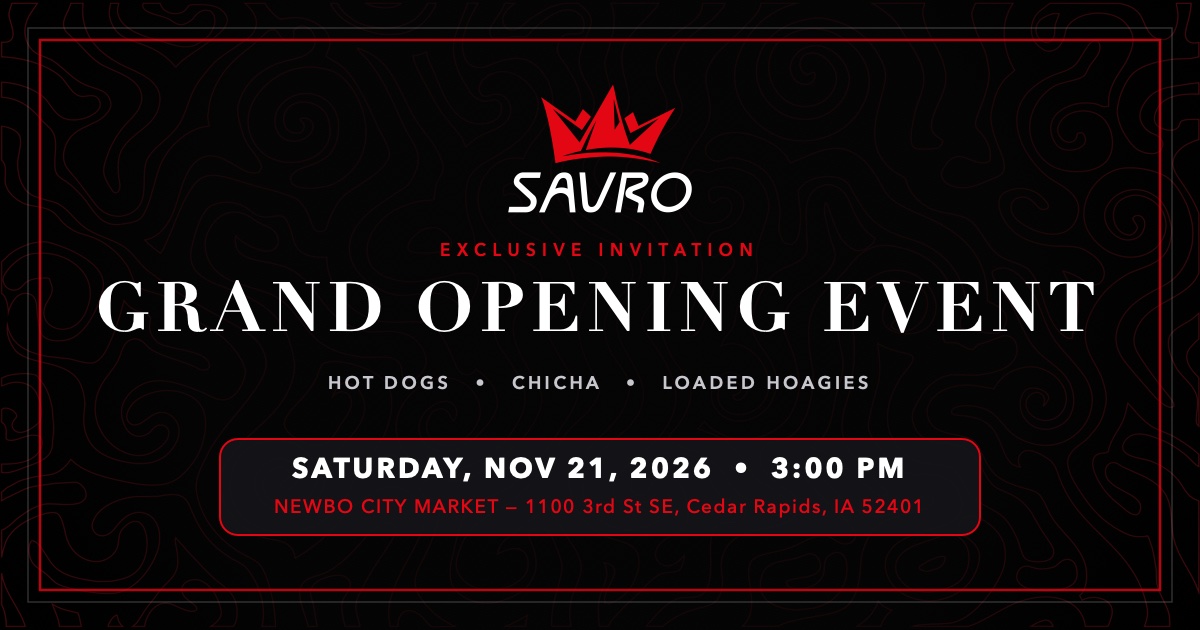 SAVRO
EXCLUSIVE INVITATION
GRAND OPENING EVENT
HOT DOGS • CHICHA • LOADED HOAGIES
SATURDAY, NOV 21, 2026 • 3:00 PM
NEWBO CITY MARKET – 1100 3rd St SE, Cedar Rapids, IA 52401